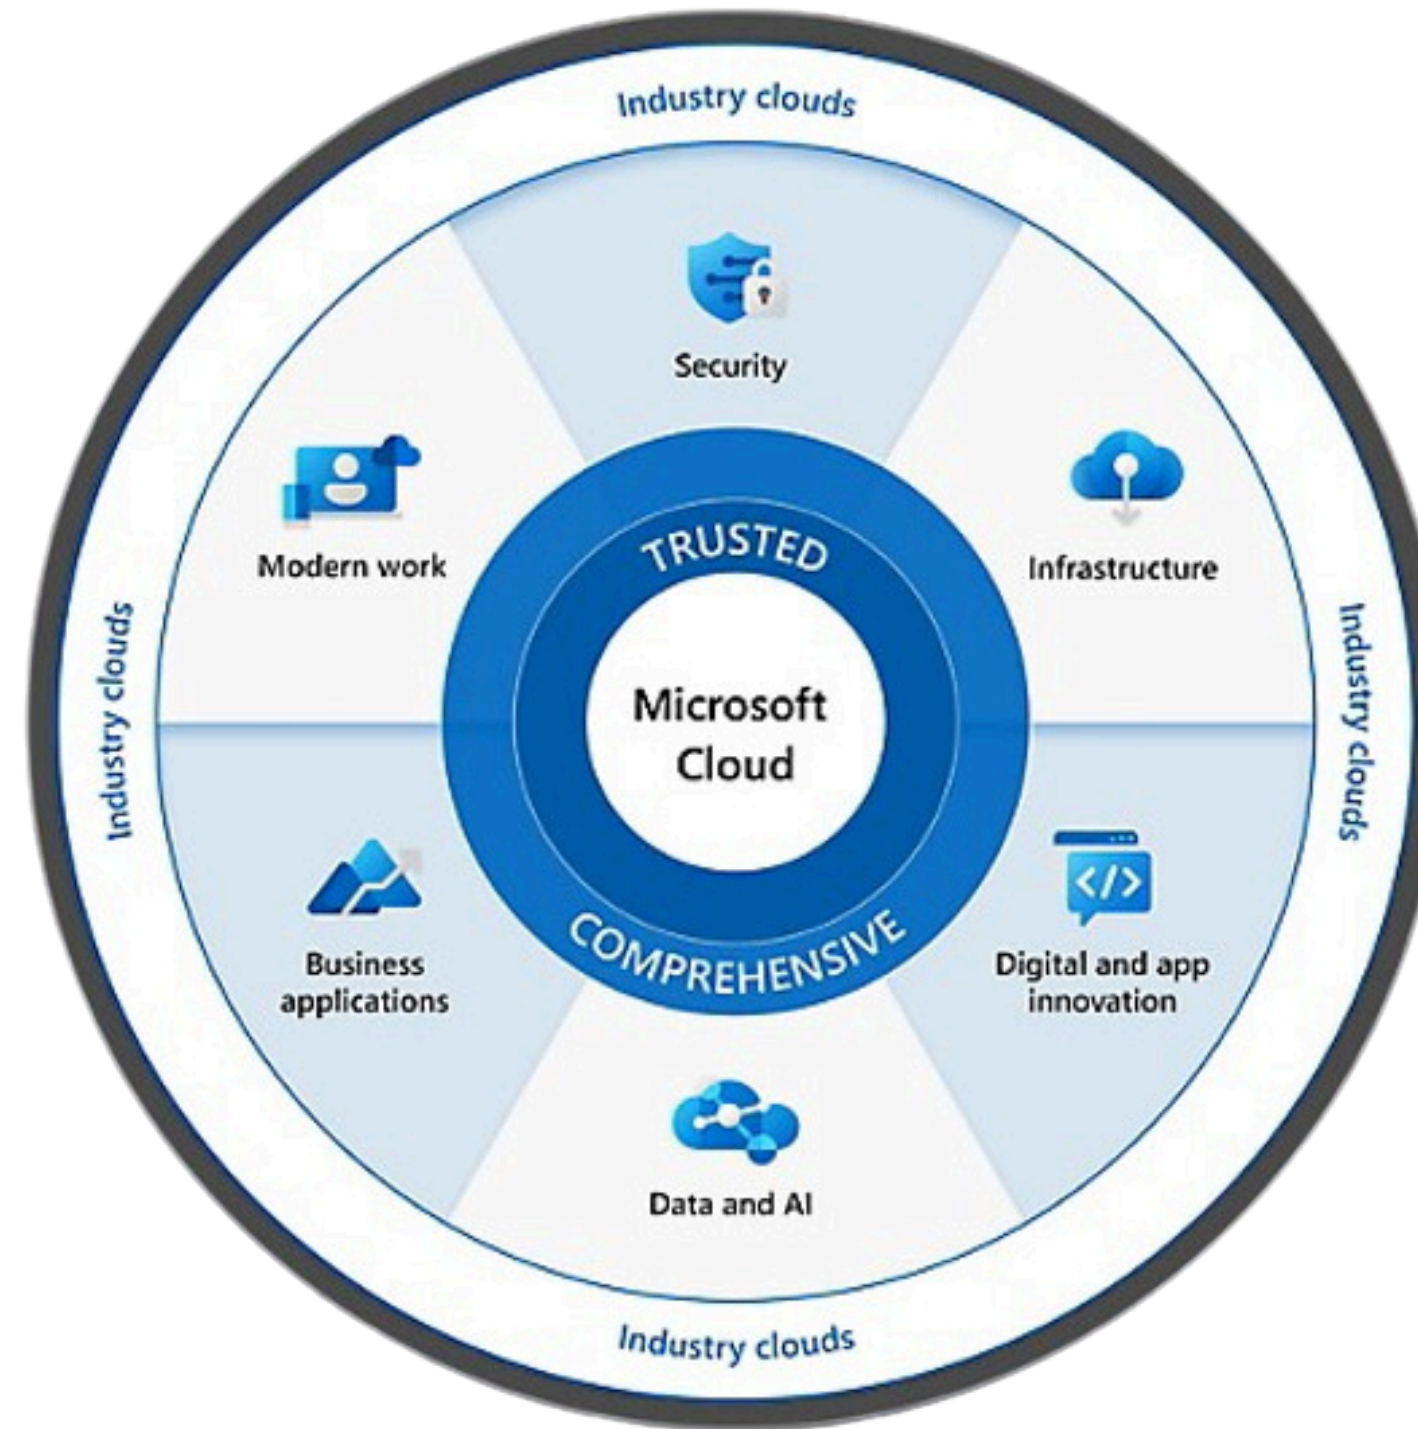 Industry clouds
Security
Modern work
Infrastructure
Industry clouds
TRUSTED
Microsoft
Cloud
COMPREHENSIVE
Industry clouds
Business
applications
Digital and app
innovation
Data and AI
Industry clouds